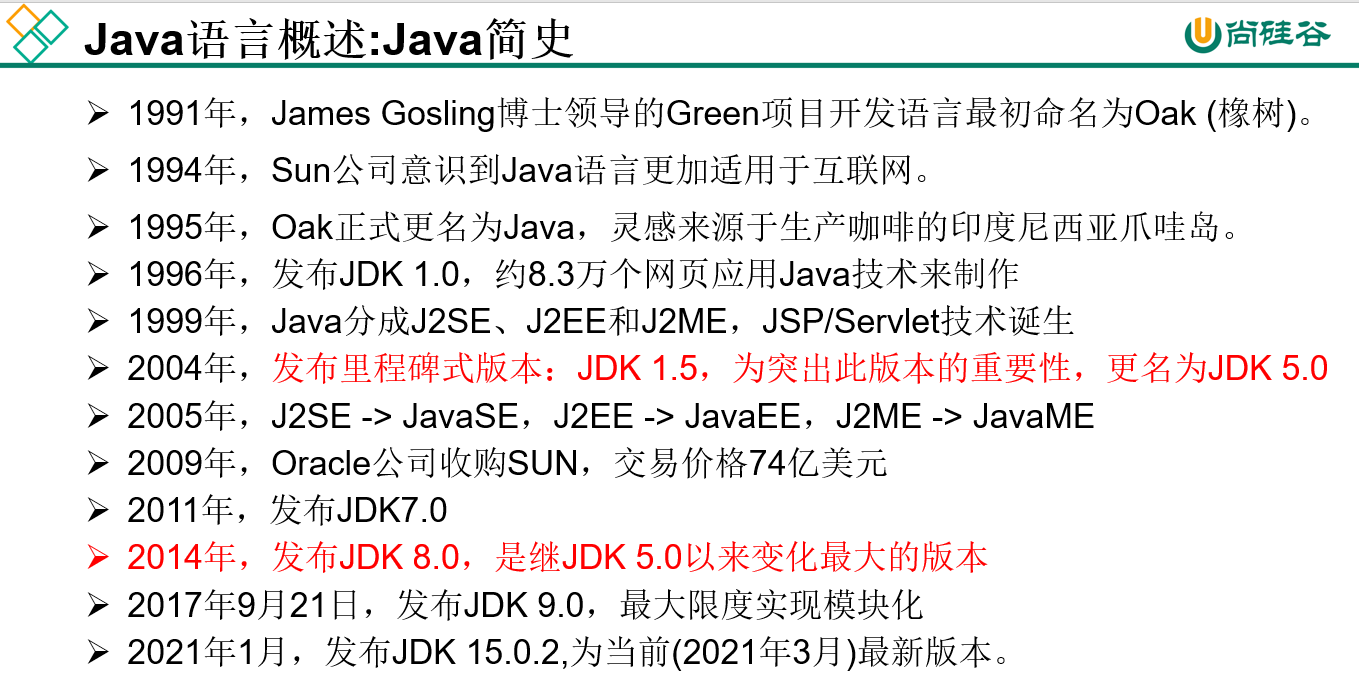 Java语言概述:Java简史
尚硅谷
1991年，James Gosling博士领导的Green项目开发语言最初命名为Oak (橡树)。
1994年，Sun公司意识到Java语言更加适用于互联网。
1995年，Oak正式更名为Java，灵感来源于生产咖啡的印度尼西亚爪哇岛。
1996年，发布JDK 1.0，约8.3万个网页应用Java技术来制作
1999年，Java分成J2SE、J2EE和J2ME，JSP/Servlet技术诞生
2004年，发布里程碑式版本：JDK 1.5，为突出此版本的重要性，更名为JDK 5.0
2005年，J2SE -> JavaSE，J2EE -> JavaEE，J2ME -> JavaME
2009年，Oracle公司收购SUN，交易价格74亿美元
2011年，发布JDK7.0
2014年，发布JDK 8.0，是继JDK 5.0以来变化最大的版本
2017年9月21日，发布JDK 9.0，最大限度实现模块化
2021年1月，发布JDK 15.0.2,为当前(2021年3月)最新版本。